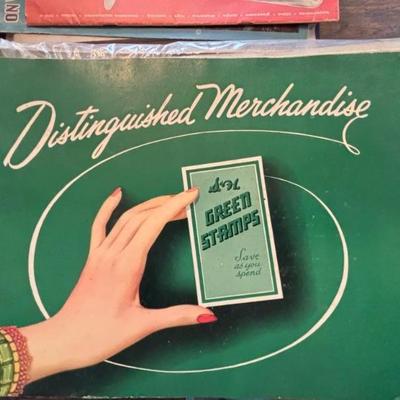 Distinguished Merchandise
S&H
GREEN
STAMPS
Save
as you
spend